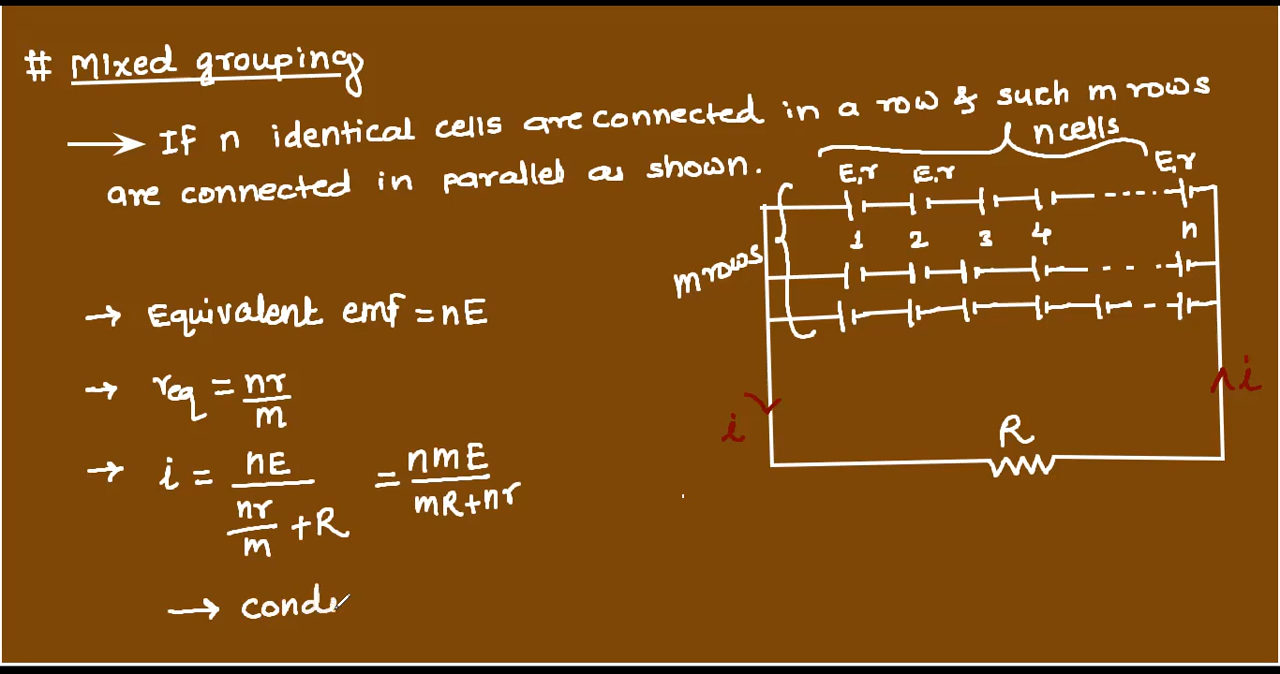 # Mixed grouping
→ If n identical cells are connected in a row & such m rows
are connected in parallel as shown.
n cells
E,r E,r E,r
1 2 3 4 n
m rows
→ Equivalent emf = nE
→ req = nr/m
i i
R
→ i = nE/(nr/m + R) = nmE/(mR+nr)
→ conde